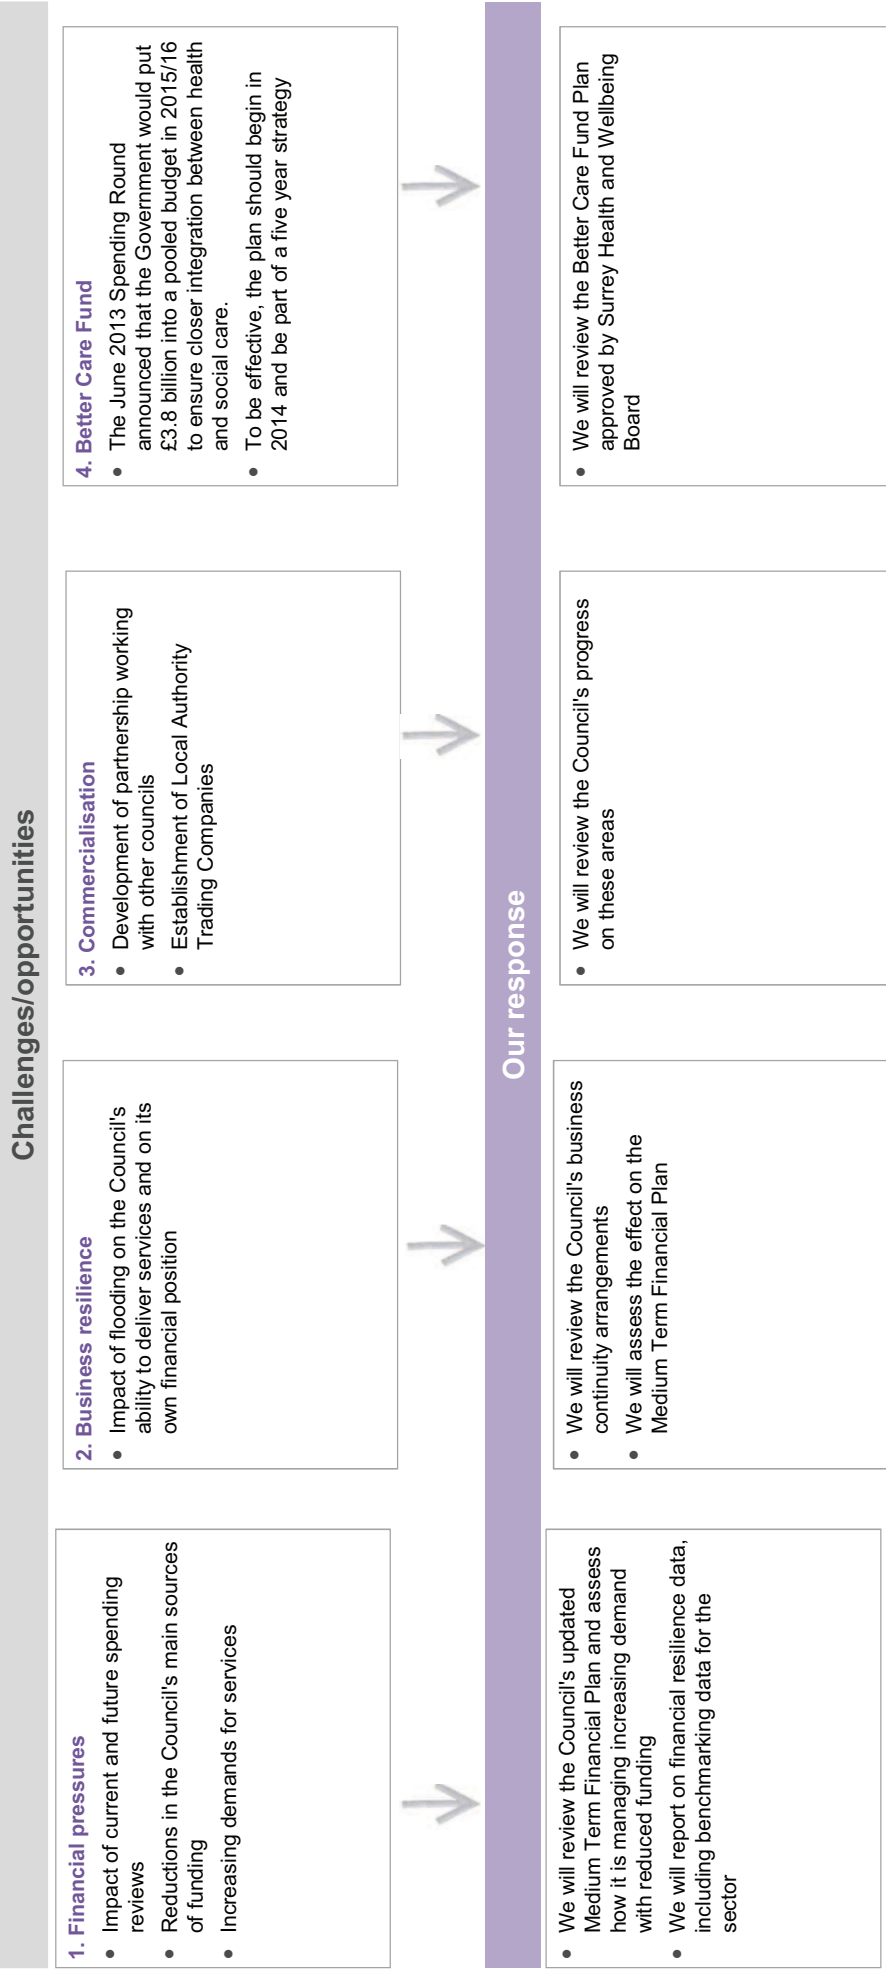 Challenges/opportunities
1. Financial pressures
• Impact of current and future spending
reviews
• Reductions in the Council's main sources
of funding
• Increasing demands for services
2. Business resilience
• Impact of flooding on the Council's
ability to deliver services and on its
own financial position
3. Commercialisation
• Development of partnership working
with other councils
• Establishment of Local Authority
Trading Companies
4. Better Care Fund
• The June 2013 Spending Round
announced that the Government would put
£3.8 billion into a pooled budget in 2015/16
to ensure closer integration between health
and social care.
• To be effective, the plan should begin in
2014 and be part of a five year strategy
Our response
• We will review the Council's updated
Medium Term Financial Plan and assess
how it is managing increasing demand
with reduced funding
• We will report on financial resilience data,
including benchmarking data for the
sector
• We will review the Council's business
continuity arrangements
• We will assess the effect on the
Medium Term Financial Plan
• We will review the Council's progress
on these areas
• We will review the Better Care Fund Plan
approved by Surrey Health and Wellbeing
Board